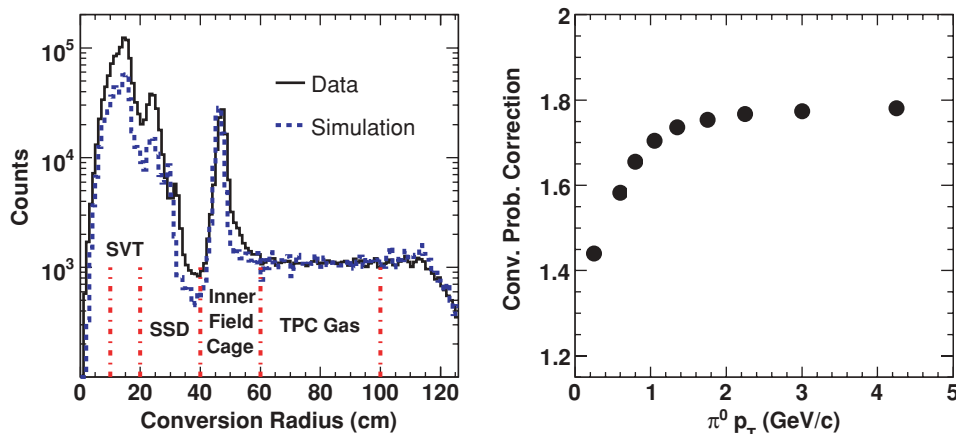 10^5
10^4
10^3
Counts
Data
Simulation
SVT
SSD
Inner
Field
Cage
TPC Gas
0 20 40 60 80 100 120
Conversion Radius (cm)
2
1.8
1.6
1.4
1.2
Conv. Prob. Correction
0 1 2 3 4 5
π^0 p_T (GeV/c)